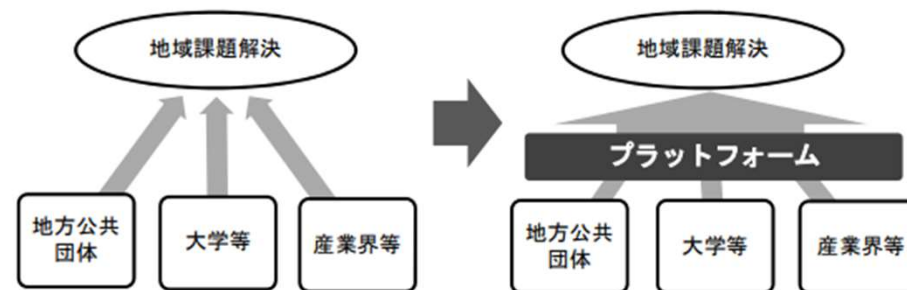 地域課題解決
地方公共
団体
大学等
産業界等
地域課題解決
プラットフォーム
地方公共
団体
大学等
産業界等